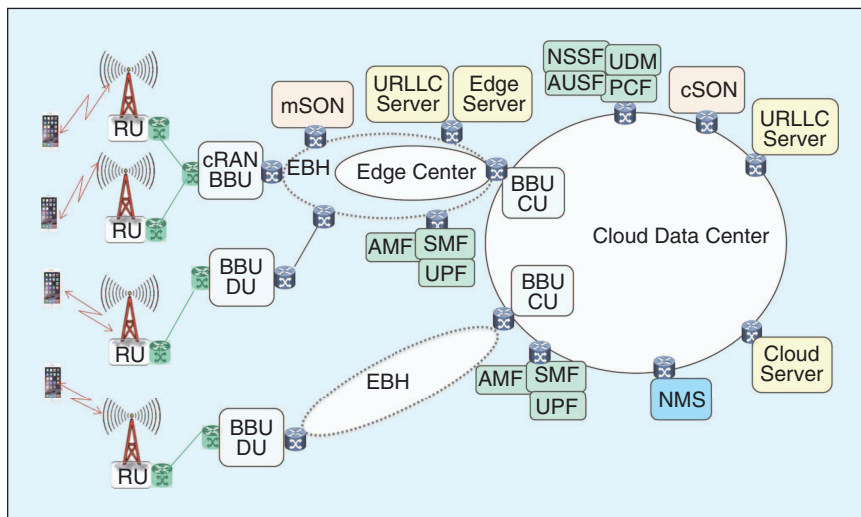 NSSF
UDM
AUSF
PCF
cSON
URLLC
Server
Edge
Server
mSON
URLLC
Server
RU
cRAN
BBU
EBH
Edge Center
BBU
CU
RU
Cloud Data Center
AMF
SMF
UPF
BBU
DU
BBU
CU
RU
EBH
AMF
SMF
UPF
NMS
Cloud
Server
BBU
DU
RU